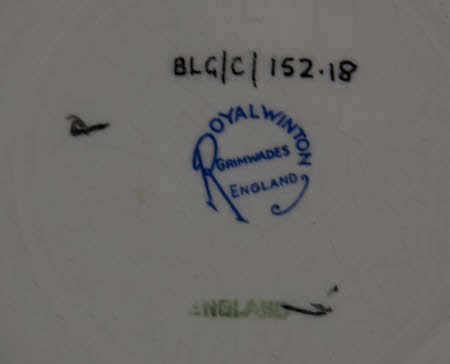 BLG/C/152.18
ROYAL WINTON
GRIMWADES
ENGLAND
ENGLAND